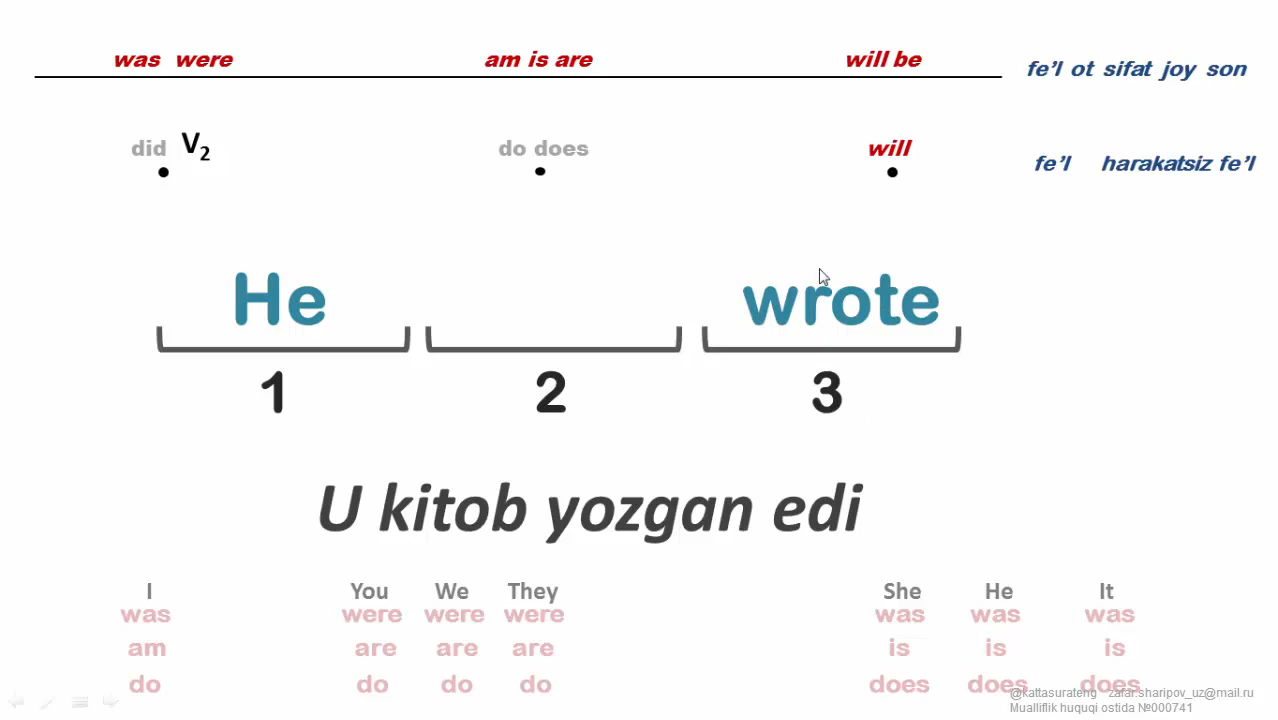 was were am is are will be fe'l ot sifat joy son
did V₂ do does will fe'l harakatsiz fe'l
He wrote
1 2 3
U kitob yozgan edi
I You We They She He It
was were were were was was was
am are are are is is is
do do do do does does does
@kattasurateng zafar.sharipov_uz@mail.ru
Mualliflik huquqi ostida №000741